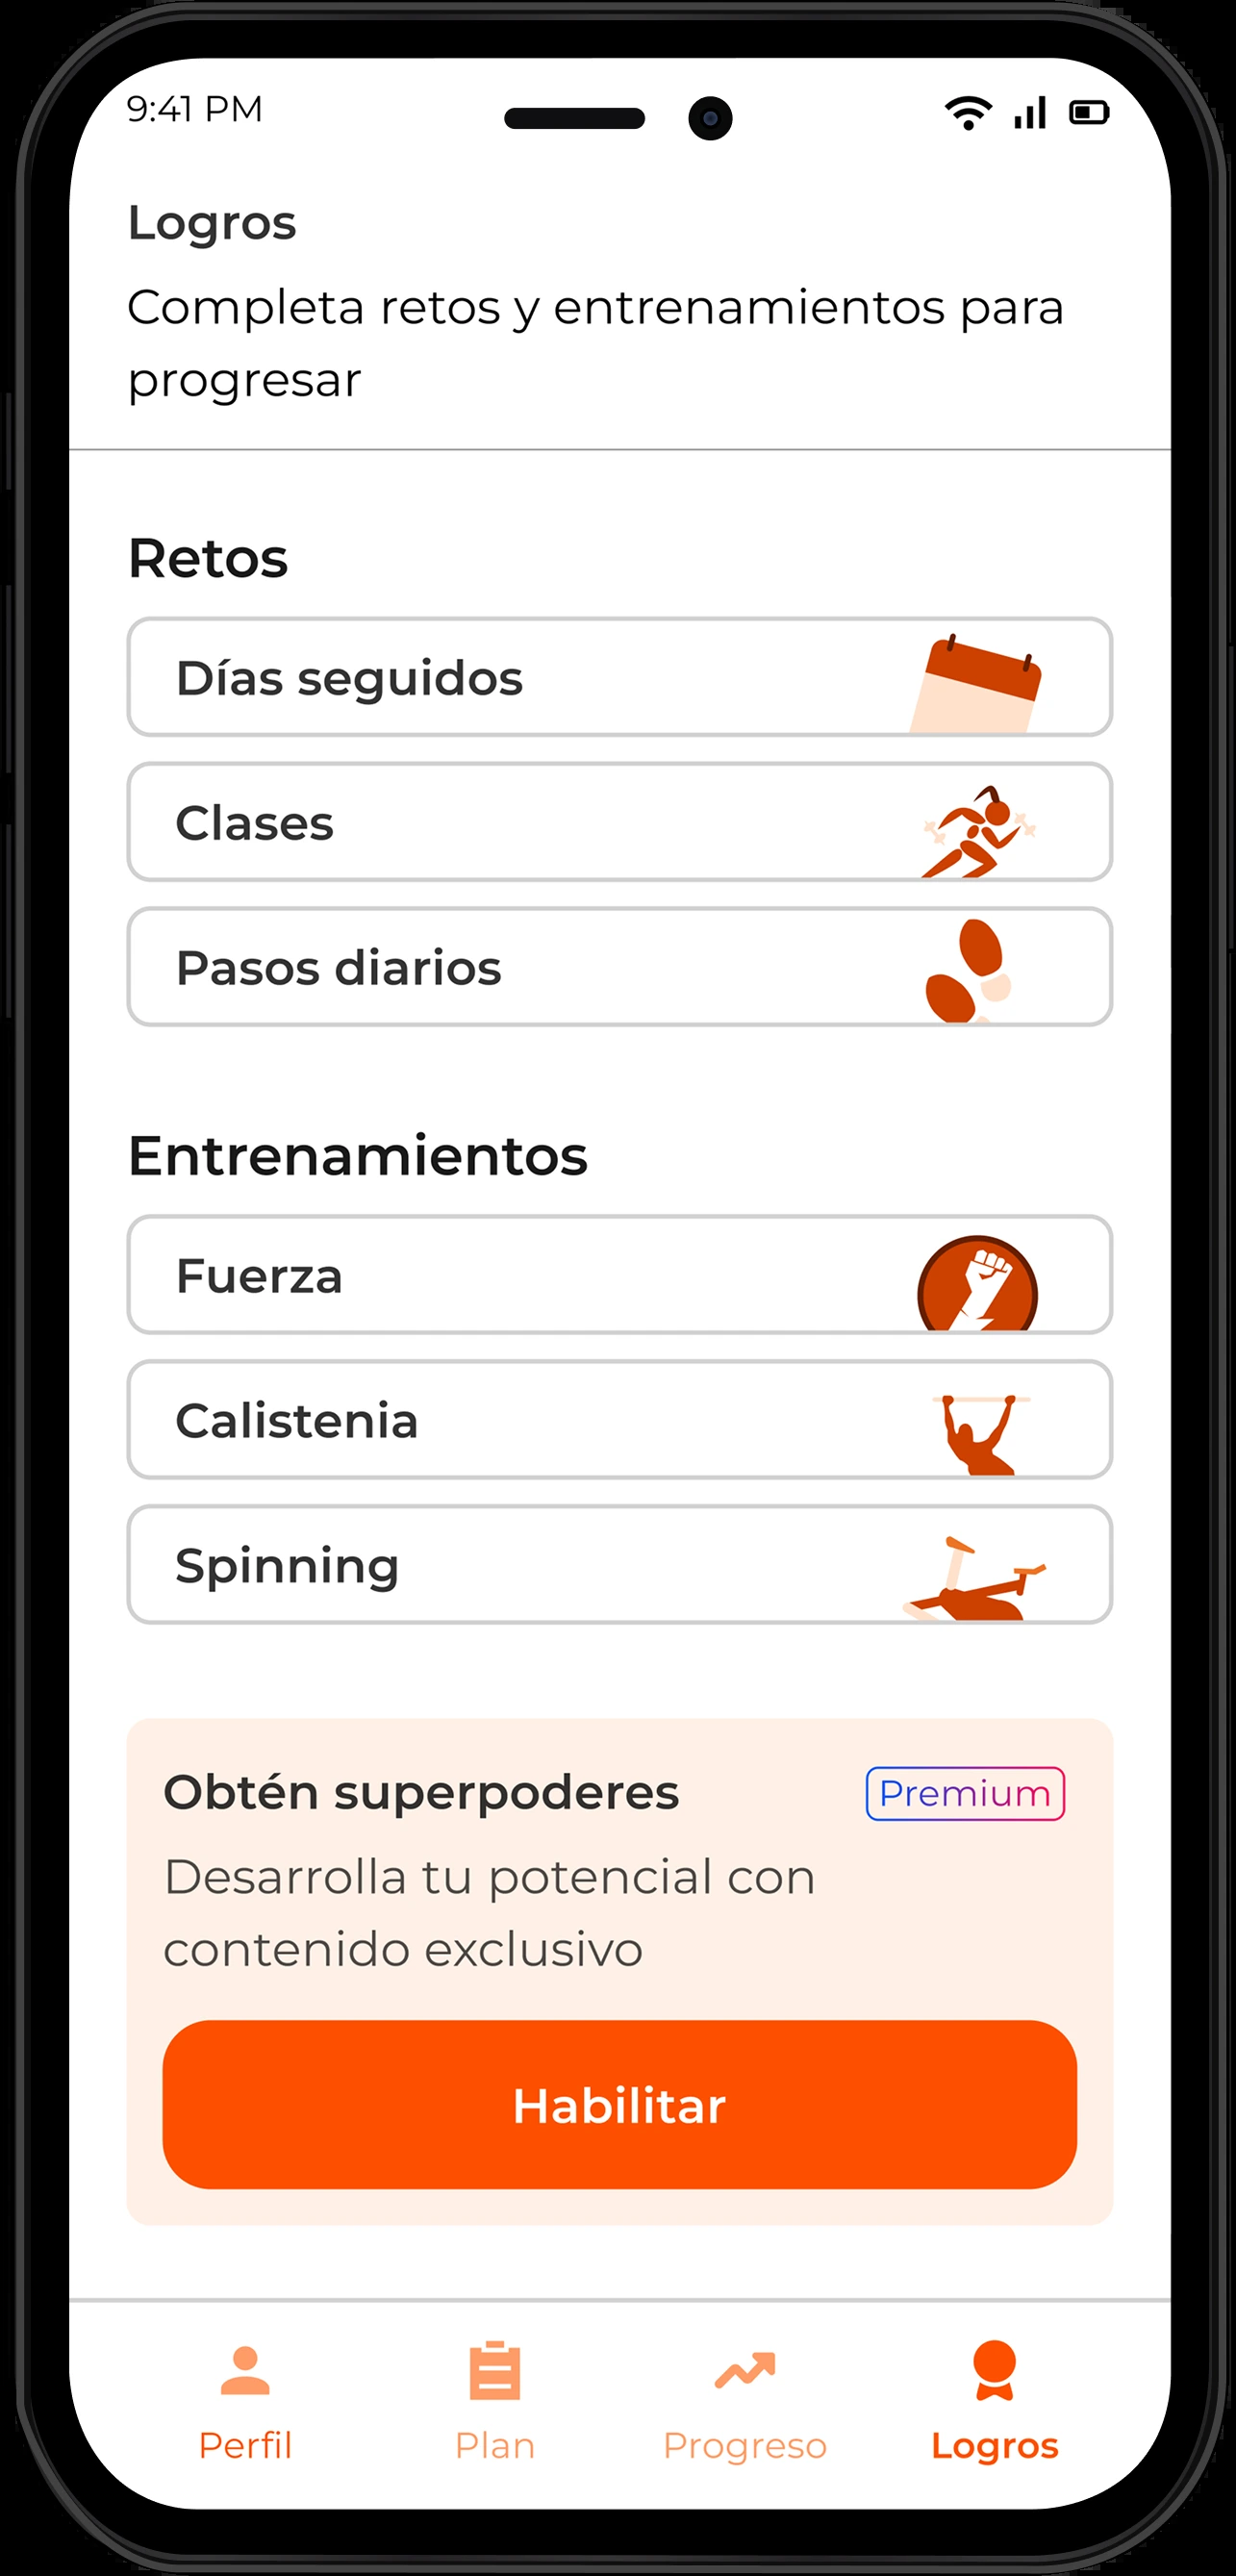 9:41 PM
Logros
Completa retos y entrenamientos para
progresar
Retos
Días seguidos
Clases
Pasos diarios
Entrenamientos
Fuerza
Calistenia
Spinning
Obtén superpoderes
Premium
Desarrolla tu potencial con
contenido exclusivo
Habilitar
Perfil
Plan
Progreso
Logros